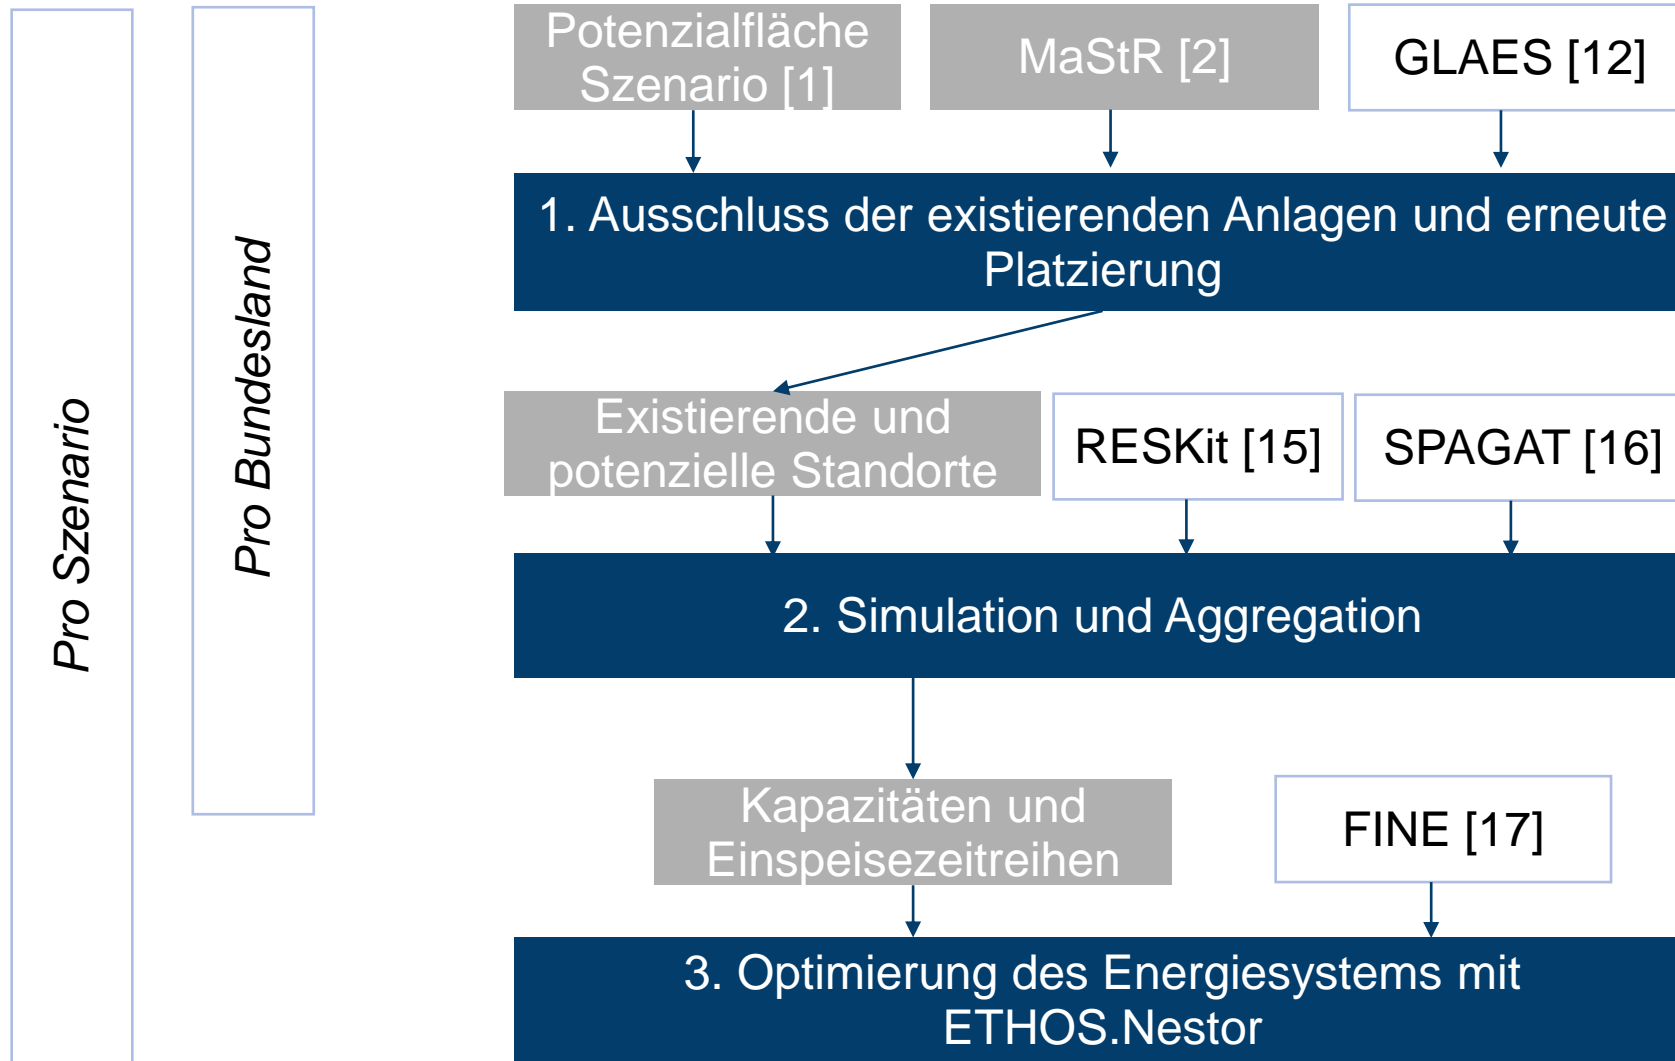 Pro Szenario
Pro Bundesland
Potenzialfläche
Szenario [1]
MaStR [2]
GLAES [12]
1. Ausschluss der existierenden Anlagen und erneute
Platzierung
Existierende und
potenzielle Standorte
RESKit [15]
SPAGAT [16]
2. Simulation und Aggregation
Kapazitäten und
Einspeisezeitreihen
FINE [17]
3. Optimierung des Energiesystems mit
ETHOS.Nestor